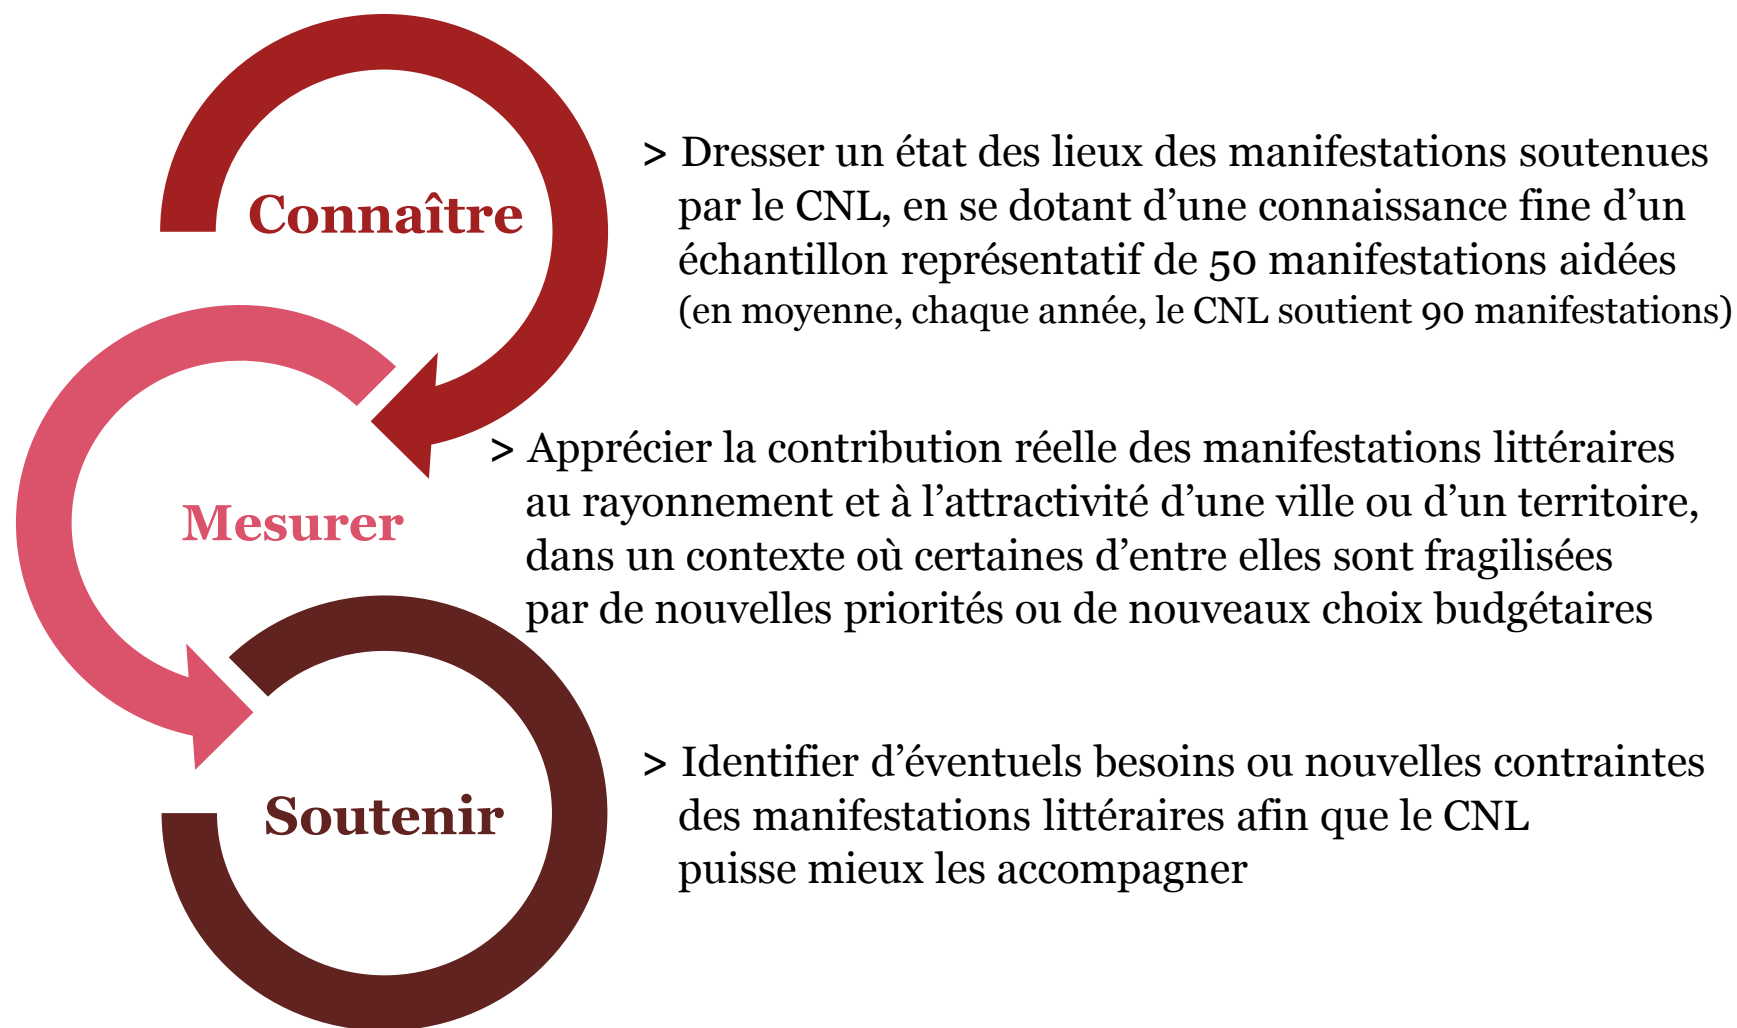 Connaître
> Dresser un état des lieux des manifestations soutenues
par le CNL, en se dotant d’une connaissance fine d’un
échantillon représentatif de 50 manifestations aidées
(en moyenne, chaque année, le CNL soutient 90 manifestations)
Mesurer
> Apprécier la contribution réelle des manifestations littéraires
au rayonnement et à l’attractivité d’une ville ou d’un territoire,
dans un contexte où certaines d’entre elles sont fragilisées
par de nouvelles priorités ou de nouveaux choix budgétaires
Soutenir
> Identifier d’éventuels besoins ou nouvelles contraintes
des manifestations littéraires afin que le CNL
puisse mieux les accompagner